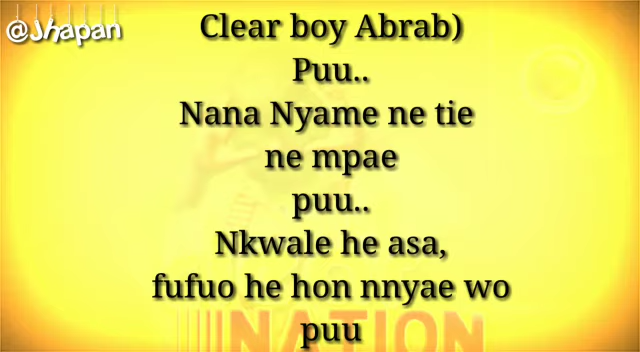 @Jhapan
Clear boy Abrab)
Puu..
Nana Nyame ne tie
ne mpae
puu..
Nkwale he asa,
fufuo he hon nnyae wo
puu
NATION